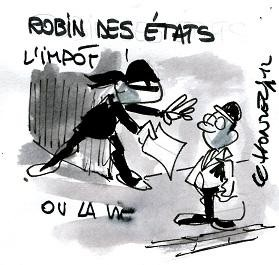 ROBIN DES ÉTATS
L'IMPÔT !
OU LA VIE